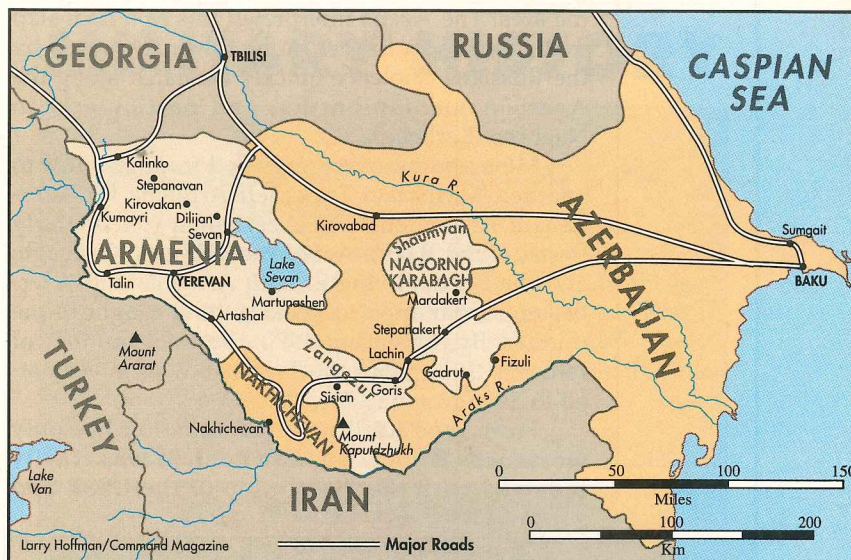 GEORGIA
TBILISI
RUSSIA
CASPIAN
SEA
Kalinko
Stepanavan
Kirovakan
Dilijan
Kumayri
Sevan
ARMENIA
Talin
YEREVAN
Lake
Sevan
Martunashen
Artashat
Kura R.
Kirovabad
AZERBAIJAN
Shaumyan
NAGORNO
KARABAGH
Mardakert
Stepanakert
Sumgait
BAKU
Mount
Ararat
TURKEY
Zangezur
Lachin
Fizuli
Gadrut
Goris
Sisian
NAKHICHEVAN
Nakhichevan
Mount
Kaputdzhukh
Araks R.
Lake
Van
IRAN
0 50 100 150
Miles
0 100 200
Km
Larry Hoffman/Command Magazine
Major Roads